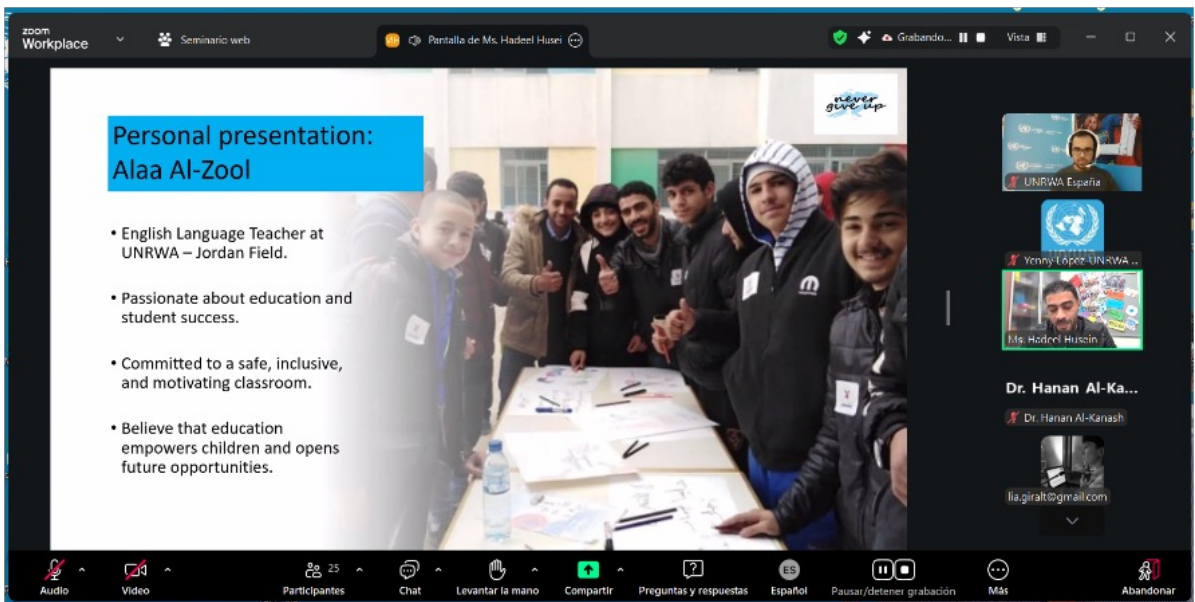 zoom
Workplace
Seminario web
MH
Pantalla de Ms. Hadeel Husei
Grabando...
Vista
never
give up
Personal presentation:
Alaa Al-Zool
• English Language Teacher at
UNRWA – Jordan Field.
• Passionate about education and
student success.
• Committed to a safe, inclusive,
and motivating classroom.
• Believe that education
empowers children and opens
future opportunities.
UNRWA España
Yenny López-UNRWA ..
Ms. Hadeel Husein
Dr. Hanan Al-Ka...
Dr. Hanan Al-Kanash
lia.giralt@gmail.com
Audio
Video
25
Participantes
Chat
Levantar la mano
Compartir
Preguntas y respuestas
ES
Español
Pausar/detener grabación
Más
Abandonar